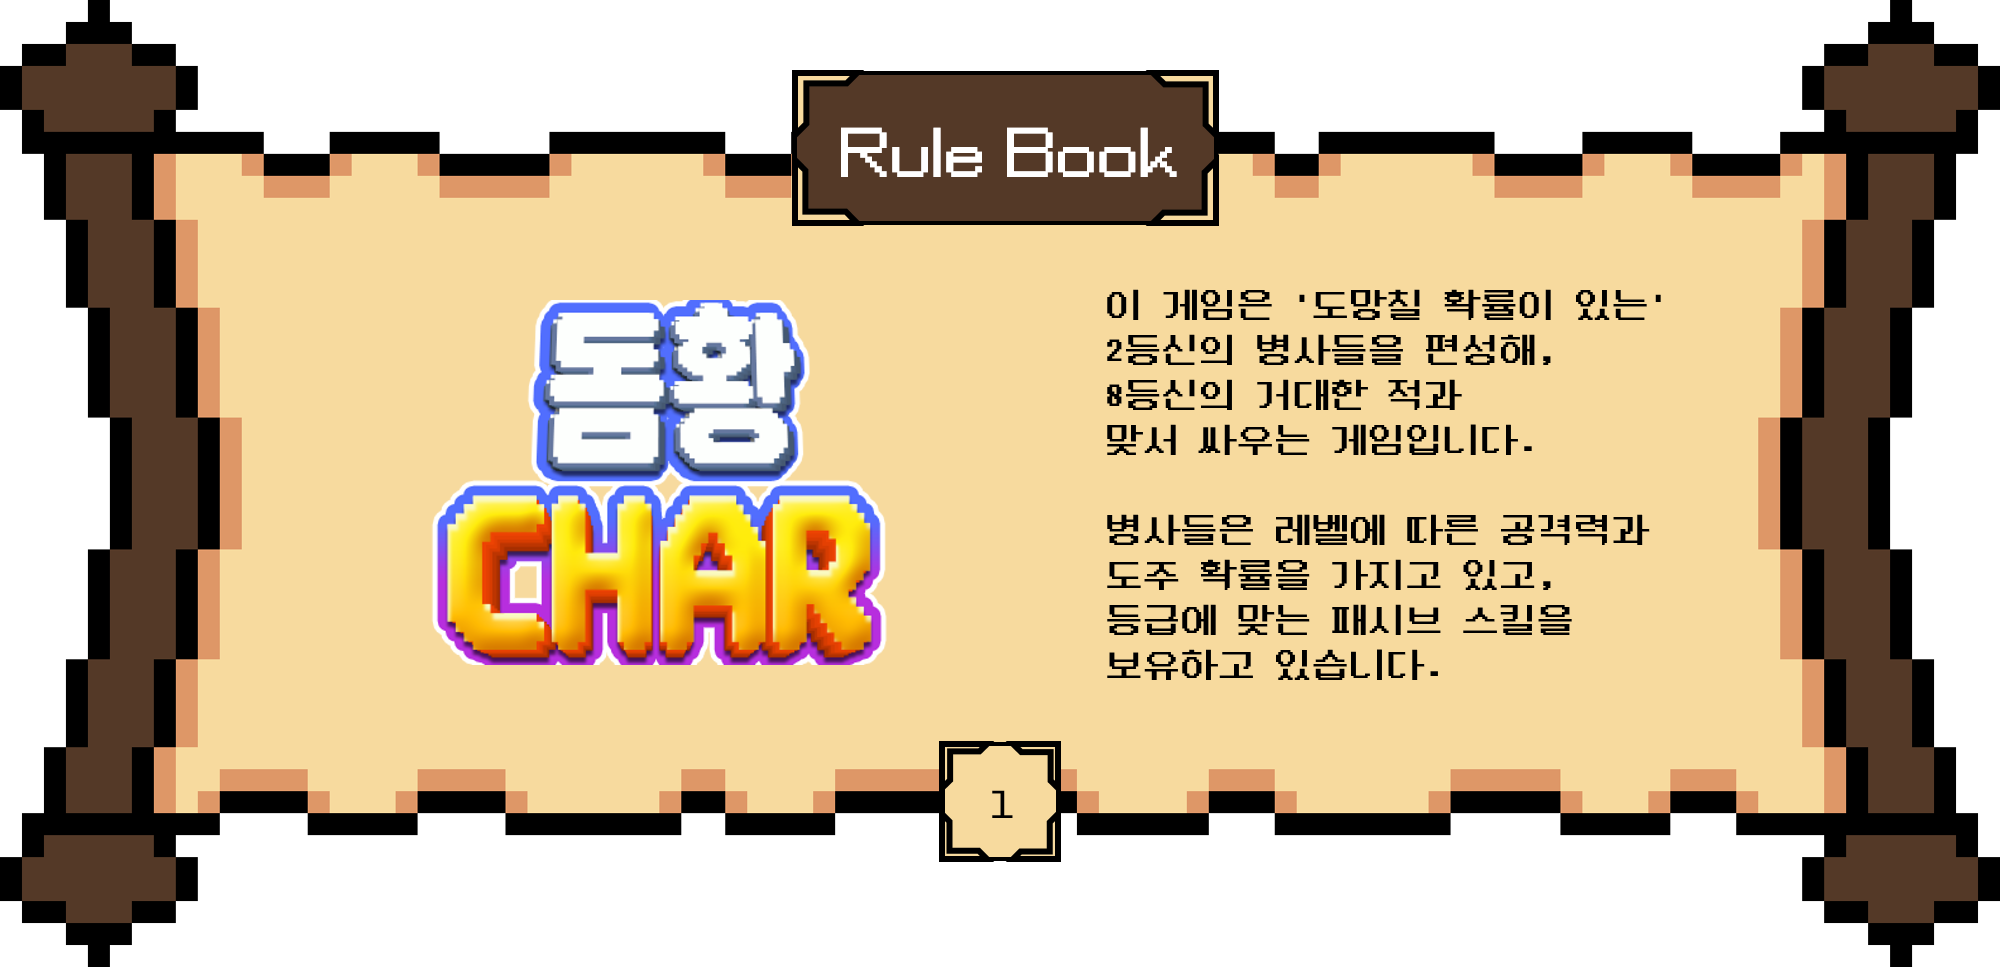 Rule Book
돔황
CHAR
이 게임은 '도망칠 확률이 있는'
2등신의 병사들을 편성해,
8등신의 거대한 적과
맞서 싸우는 게임입니다.
병사들은 레벨에 따른 공격력과
도주 확률을 가지고 있고,
등급에 맞는 패시브 스킬을
보유하고 있습니다.
1